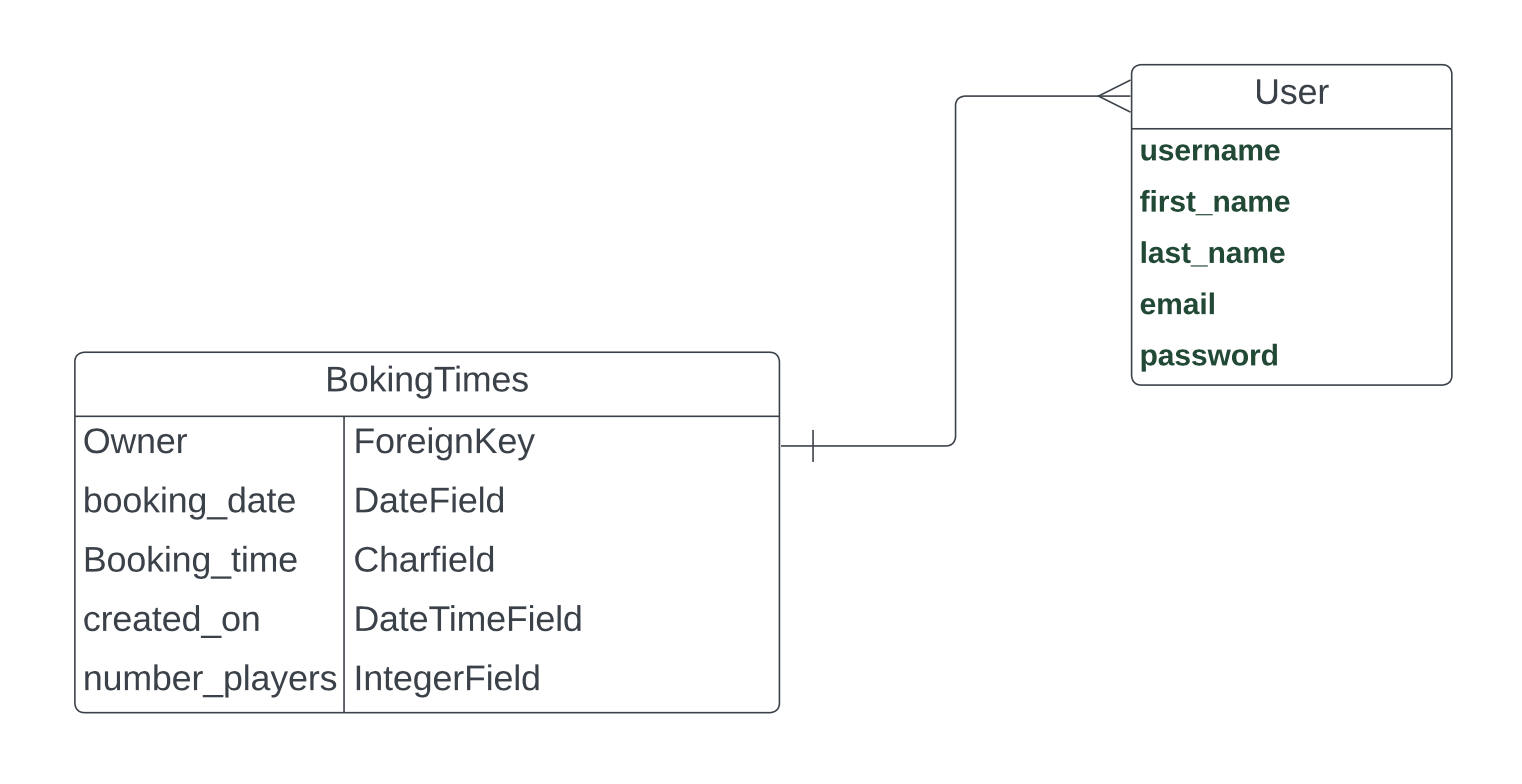 User
username
first_name
last_name
email
password
BokingTimes
Owner ForeignKey
booking_date DateField
Booking_time Charfield
created_on DateTimeField
number_players IntegerField